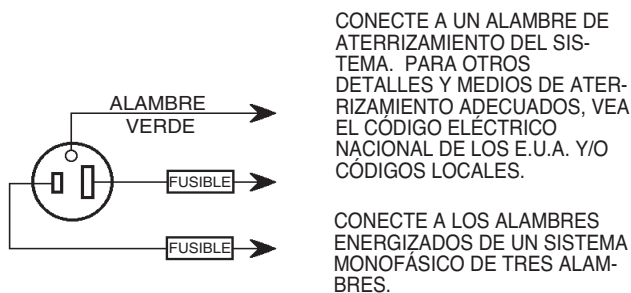 CONECTE A UN ALAMBRE DE
ATERRIZAMIENTO DEL SIS-
TEMA. PARA OTROS
DETALLES Y MEDIOS DE ATER-
RIZAMIENTO ADECUADOS, VEA
EL CÓDIGO ELÉCTRICO
NACIONAL DE LOS E.U.A. Y/O
CÓDIGOS LOCALES.
ALAMBRE
VERDE
FUSIBLE
FUSIBLE
CONECTE A LOS ALAMBRES
ENERGIZADOS DE UN SISTEMA
MONOFÁSICO DE TRES ALAM-
BRES.